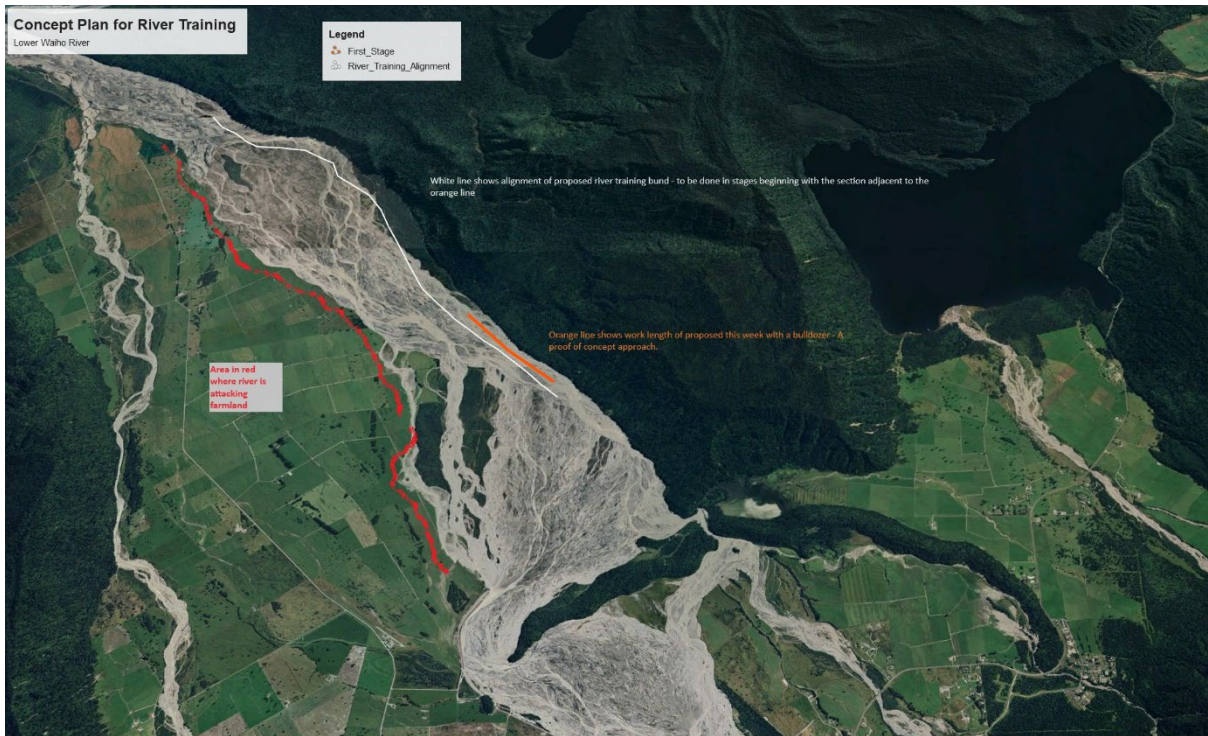 Concept Plan for River Training
Lower Waiho River
Legend
First_Stage
River_Training_Alignment
White line shows alignment of proposed river training bund - to be done in stages beginning with the section adjacent to the
orange line
Orange line shows work length of proposed this week with a bulldozer - A
proof of concept approach.
Area in red
where river is
attacking
farmland